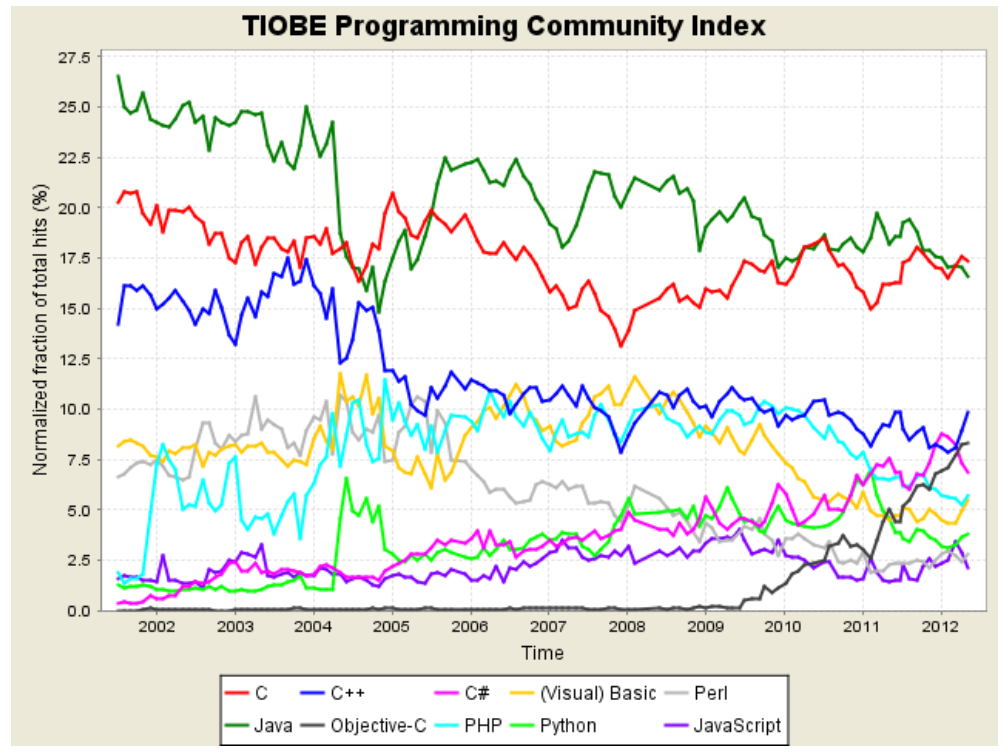 TIOBE Programming Community Index
27.5
25.0
22.5
20.0
17.5
15.0
12.5
10.0
7.5
5.0
2.5
0.0
Normalized fraction of total hits (%)
2002 2003 2004 2005 2006 2007 2008 2009 2010 2011 2012
Time
C C++ C# (Visual) Basic Perl
Java Objective-C PHP Python JavaScript